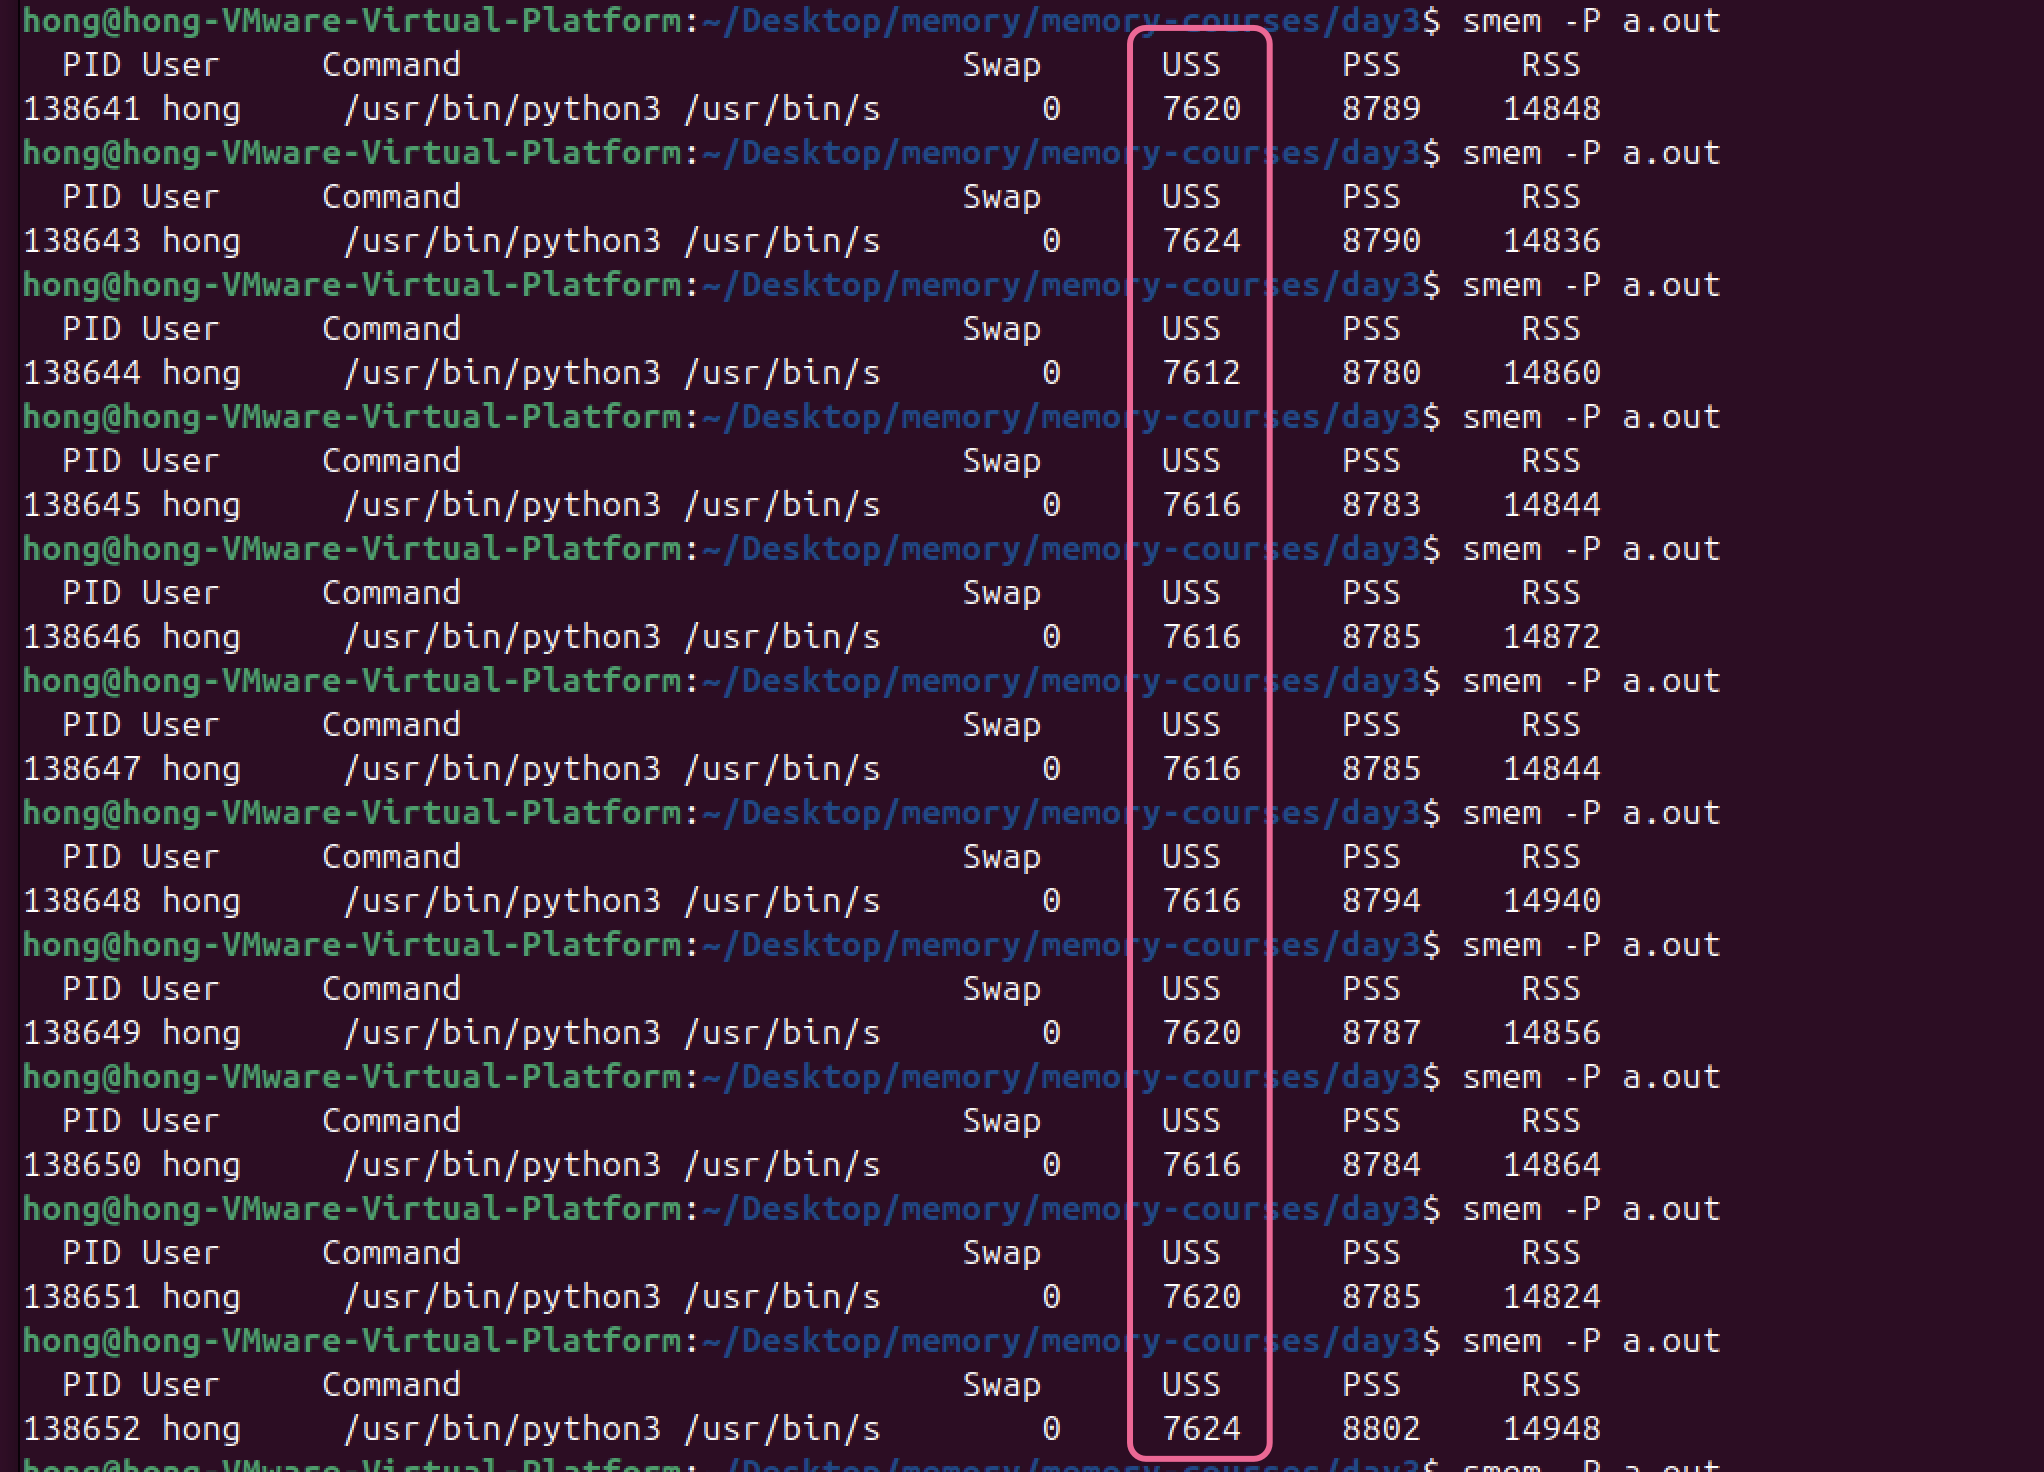 hong@hong-VMware-Virtual-Platform:~/Desktop/memory/memory-courses/day3$ smem -P a.out
PID User Command Swap USS PSS RSS
138641 hong /usr/bin/python3 /usr/bin/s 0 7620 8789 14848
hong@hong-VMware-Virtual-Platform:~/Desktop/memory/memory-courses/day3$ smem -P a.out
PID User Command Swap USS PSS RSS
138643 hong /usr/bin/python3 /usr/bin/s 0 7624 8790 14836
hong@hong-VMware-Virtual-Platform:~/Desktop/memory/memory-courses/day3$ smem -P a.out
PID User Command Swap USS PSS RSS
138644 hong /usr/bin/python3 /usr/bin/s 0 7612 8780 14860
hong@hong-VMware-Virtual-Platform:~/Desktop/memory/memory-courses/day3$ smem -P a.out
PID User Command Swap USS PSS RSS
138645 hong /usr/bin/python3 /usr/bin/s 0 7616 8783 14844
hong@hong-VMware-Virtual-Platform:~/Desktop/memory/memory-courses/day3$ smem -P a.out
PID User Command Swap USS PSS RSS
138646 hong /usr/bin/python3 /usr/bin/s 0 7616 8785 14872
hong@hong-VMware-Virtual-Platform:~/Desktop/memory/memory-courses/day3$ smem -P a.out
PID User Command Swap USS PSS RSS
138647 hong /usr/bin/python3 /usr/bin/s 0 7616 8785 14844
hong@hong-VMware-Virtual-Platform:~/Desktop/memory/memory-courses/day3$ smem -P a.out
PID User Command Swap USS PSS RSS
138648 hong /usr/bin/python3 /usr/bin/s 0 7616 8794 14940
hong@hong-VMware-Virtual-Platform:~/Desktop/memory/memory-courses/day3$ smem -P a.out
PID User Command Swap USS PSS RSS
138649 hong /usr/bin/python3 /usr/bin/s 0 7620 8787 14856
hong@hong-VMware-Virtual-Platform:~/Desktop/memory/memory-courses/day3$ smem -P a.out
PID User Command Swap USS PSS RSS
138650 hong /usr/bin/python3 /usr/bin/s 0 7616 8784 14864
hong@hong-VMware-Virtual-Platform:~/Desktop/memory/memory-courses/day3$ smem -P a.out
PID User Command Swap USS PSS RSS
138651 hong /usr/bin/python3 /usr/bin/s 0 7620 8785 14824
hong@hong-VMware-Virtual-Platform:~/Desktop/memory/memory-courses/day3$ smem -P a.out
PID User Command Swap USS PSS RSS
138652 hong /usr/bin/python3 /usr/bin/s 0 7624 8802 14948
hong@hong-VMware-Virtual-Platform:~/Desktop/memory/memory-courses/day3$ smem -P a.out